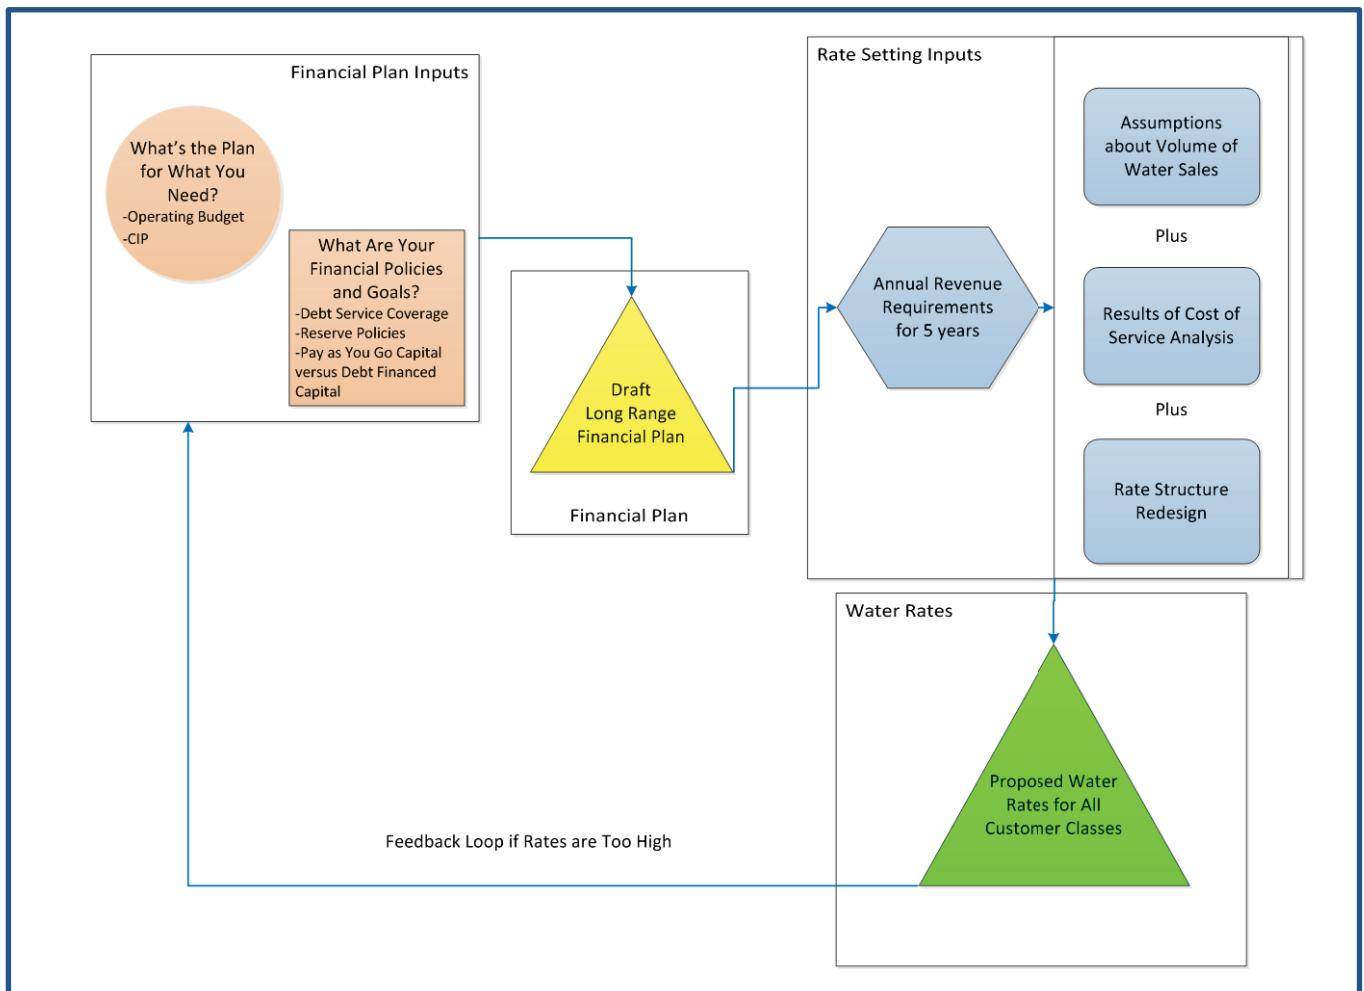 Financial Plan Inputs
What's the Plan
for What You
Need?
-Operating Budget
-CIP
What Are Your
Financial Policies
and Goals?
-Debt Service Coverage
-Reserve Policies
-Pay as You Go Capital
versus Debt Financed
Capital
Draft
Long Range
Financial Plan
Financial Plan
Rate Setting Inputs
Annual Revenue
Requirements
for 5 years
Assumptions
about Volume of
Water Sales
Plus
Results of Cost of
Service Analysis
Plus
Rate Structure
Redesign
Water Rates
Proposed Water
Rates for All
Customer Classes
Feedback Loop if Rates are Too High